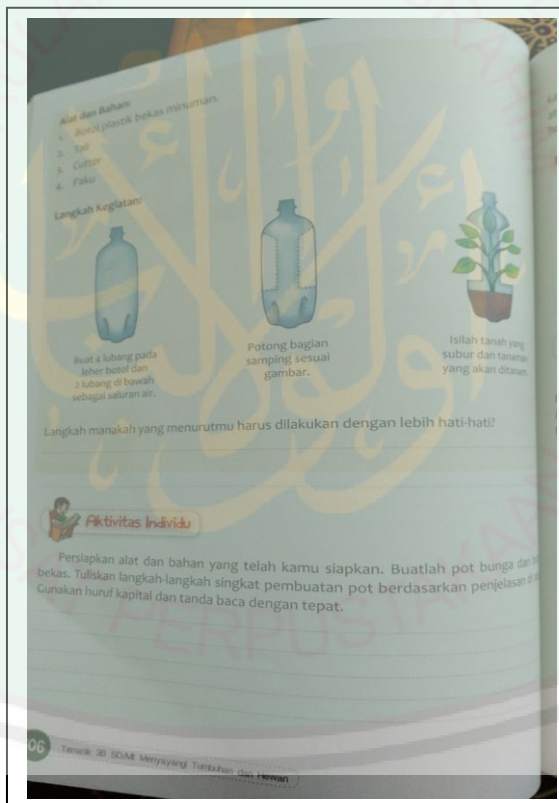 Alat dan Bahan:
1. Botol plastik bekas minuman.
2. Tali
3. Cutter
4. Paku
Langkah Kegiatan:
Buat 4 lubang pada
leher botol dan
2 lubang di bawah
sebagai saluran air.
Potong bagian
samping sesuai
gambar.
Isilah tanah yang
subur dan tanaman
yang akan ditanam.
Langkah manakah yang menurutmu harus dilakukan dengan lebih hati-hati?
Aktivitas Individu
Persiapkan alat dan bahan yang telah kamu siapkan. Buatlah pot bunga dari
bekas. Tuliskan langkah-langkah singkat pembuatan pot berdasarkan penjelasan
Gunakan huruf kapital dan tanda baca dengan tepat.
06 Tematik 3B SD/MI Menyayangi Tumbuhan dan Hewan
PERPUSTAKAAN